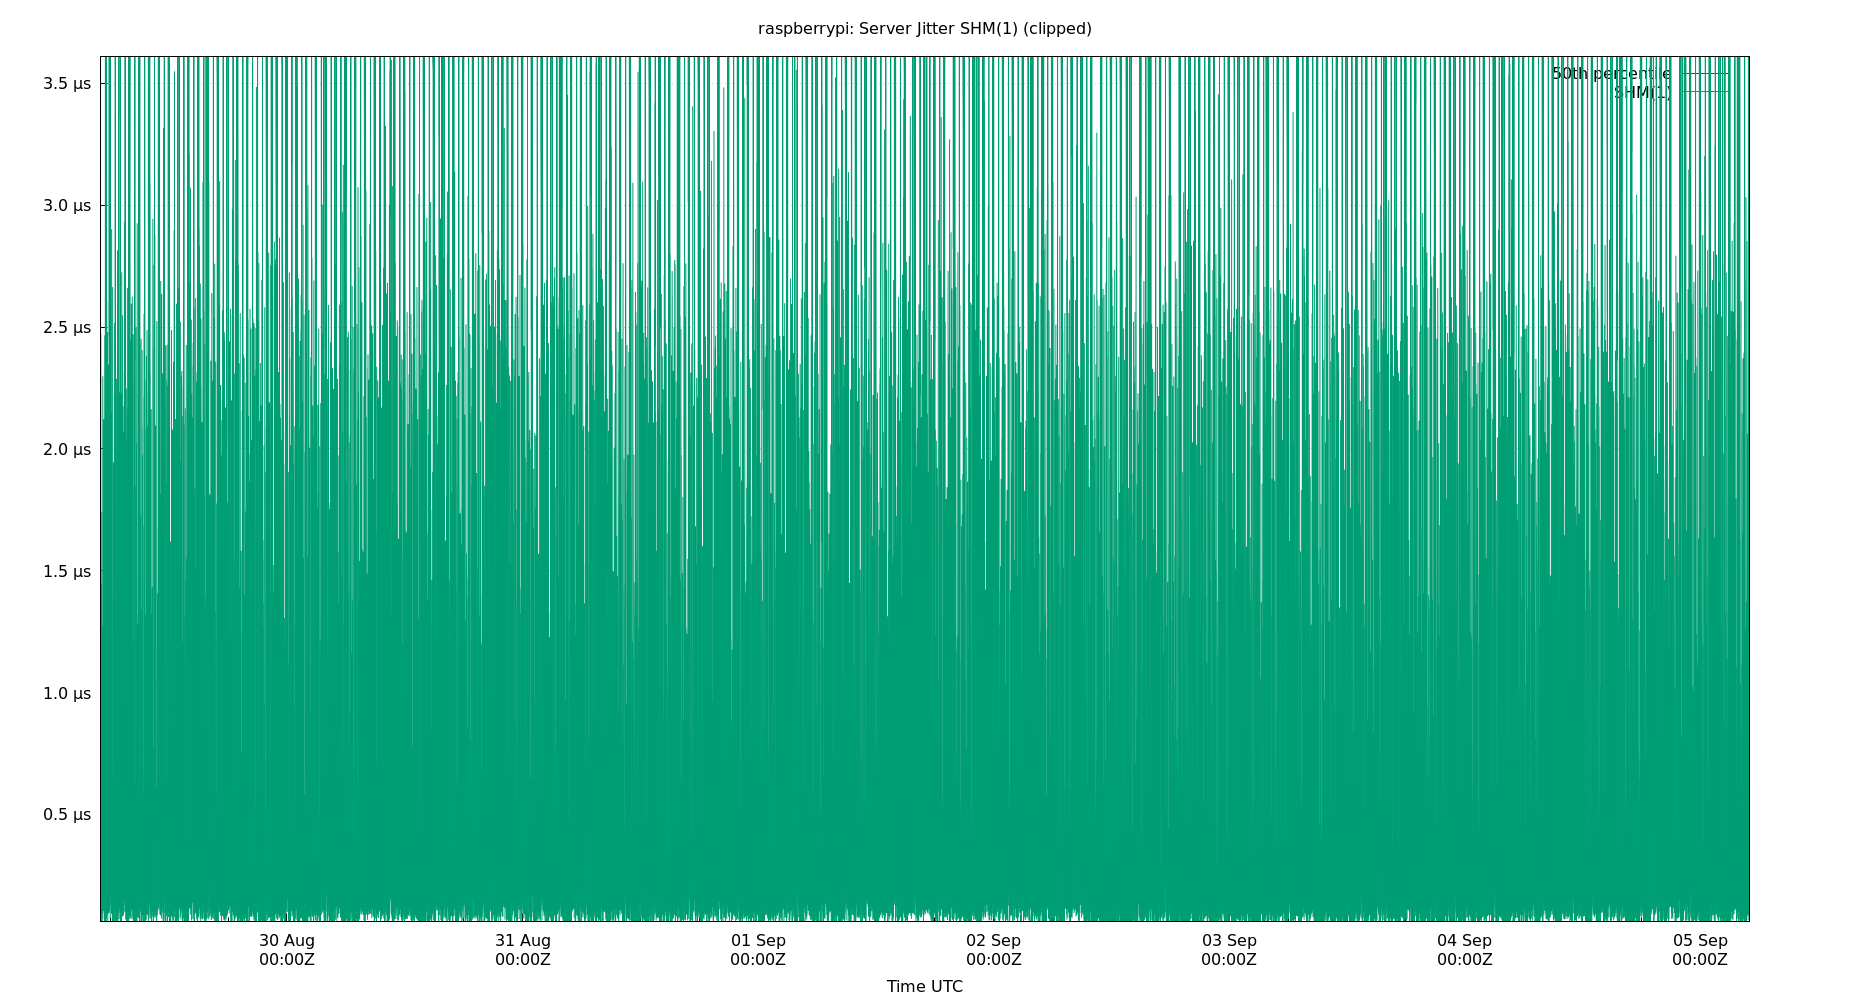 raspberrypi: Server Jitter SHM(1) (clipped)
50th percentile
SHM(1)
3.5 µs
3.0 µs
2.5 µs
2.0 µs
1.5 µs
1.0 µs
0.5 µs
30 Aug 31 Aug 01 Sep 02 Sep 03 Sep 04 Sep 05 Sep
00:00Z 00:00Z 00:00Z 00:00Z 00:00Z 00:00Z 00:00Z
Time UTC